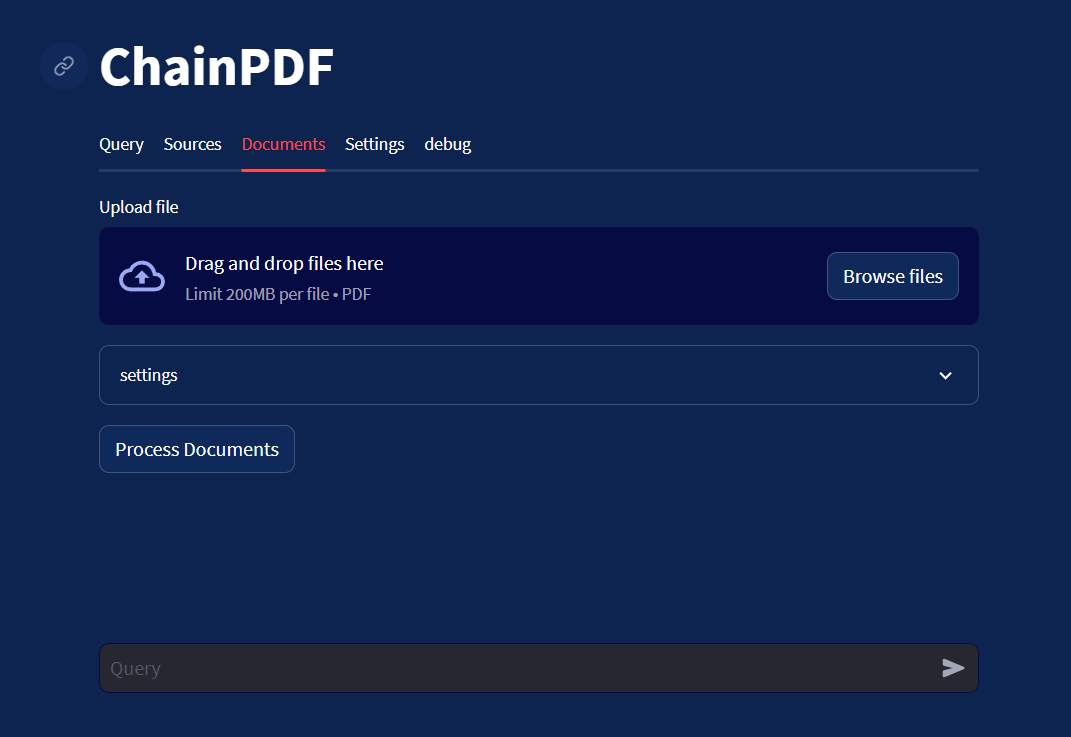 ChainPDF
Query Sources Documents Settings debug
Upload file
Drag and drop files here
Limit 200MB per file • PDF
Browse files
settings
Process Documents
Query